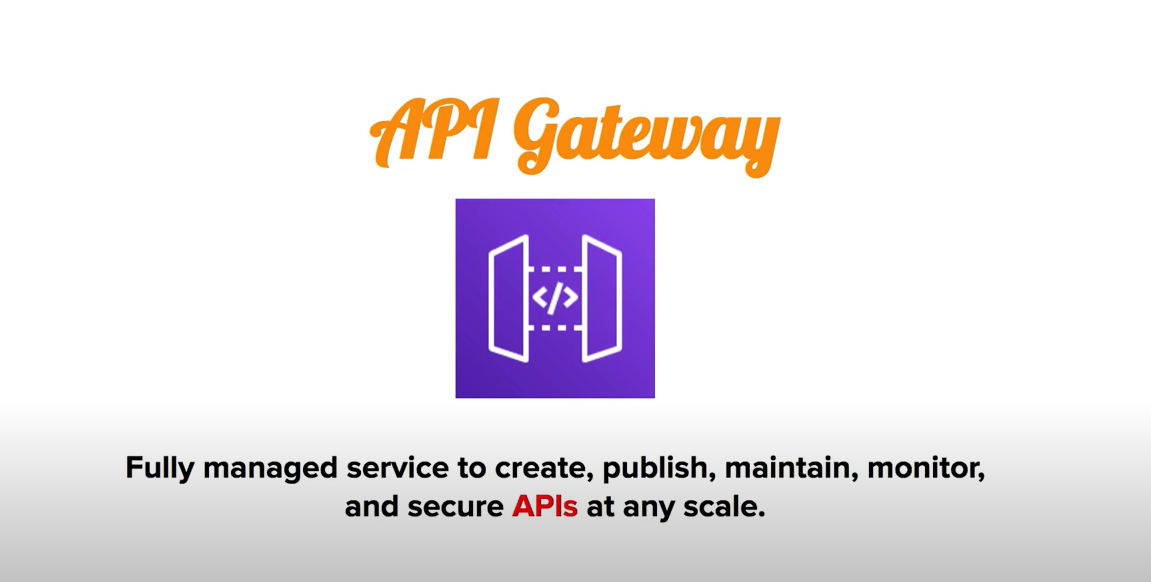 API Gateway
</>
Fully managed service to create, publish, maintain, monitor,
and secure APIs at any scale.